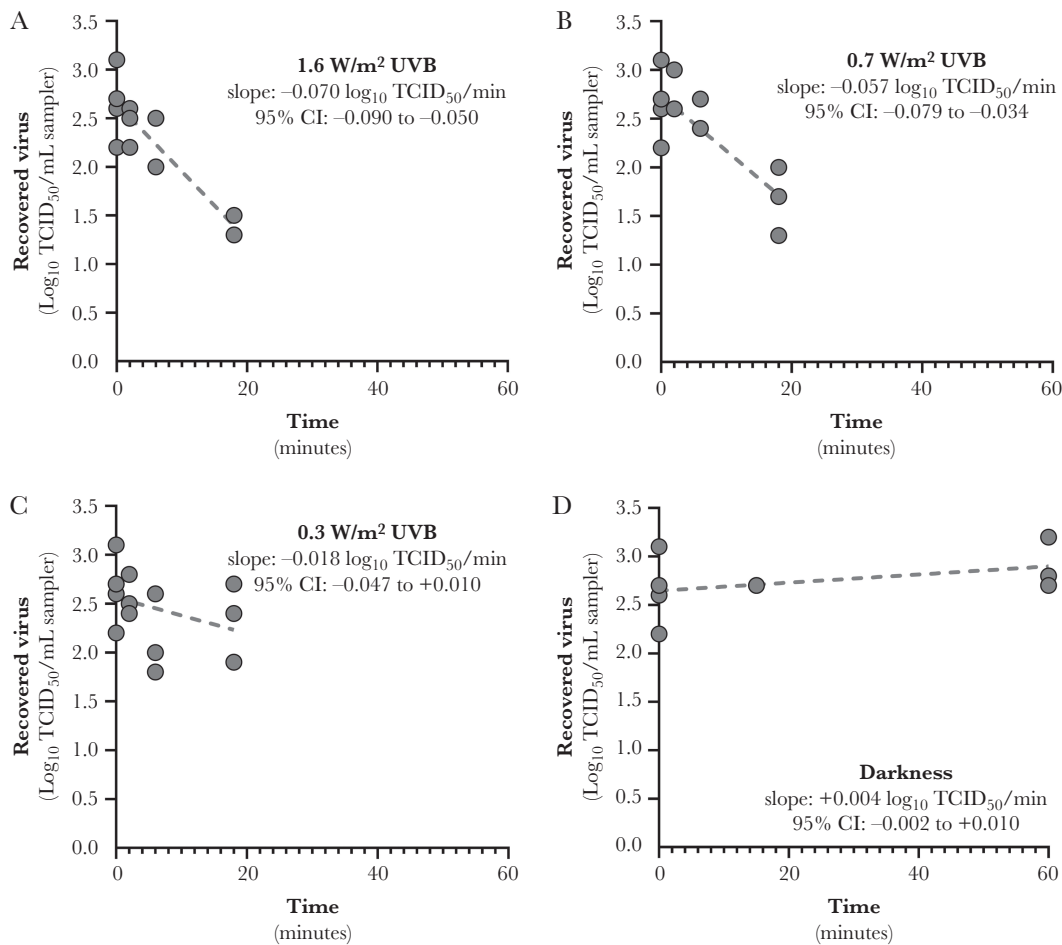 A
3.5
3.0
2.5
2.0
1.5
1.0
0.5
0.0
Recovered virus
(Log₁₀ TCID₅₀/mL sampler)
1.6 W/m² UVB
slope: –0.070 log₁₀ TCID₅₀/min
95% CI: –0.090 to –0.050
0 20 40 60
Time
(minutes)
B
3.5
3.0
2.5
2.0
1.5
1.0
0.5
0.0
Recovered virus
(Log₁₀ TCID₅₀/mL sampler)
0.7 W/m² UVB
slope: –0.057 log₁₀ TCID₅₀/min
95% CI: –0.079 to –0.034
0 20 40 60
Time
(minutes)
C
3.5
3.0
2.5
2.0
1.5
1.0
0.5
0.0
Recovered virus
(Log₁₀ TCID₅₀/mL sampler)
0.3 W/m² UVB
slope: –0.018 log₁₀ TCID₅₀/min
95% CI: –0.047 to +0.010
0 20 40 60
Time
(minutes)
D
3.5
3.0
2.5
2.0
1.5
1.0
0.5
0.0
Recovered virus
(Log₁₀ TCID₅₀/mL sampler)
Darkness
slope: +0.004 log₁₀ TCID₅₀/min
95% CI: –0.002 to +0.010
0 20 40 60
Time
(minutes)